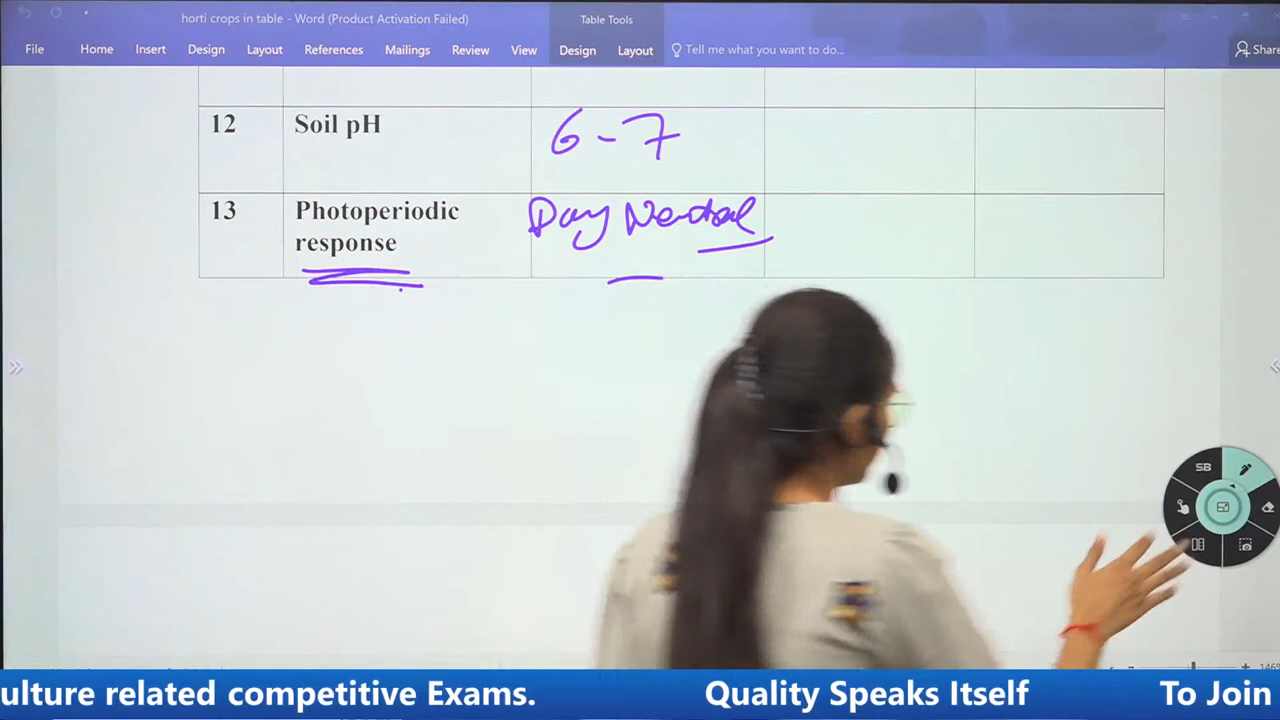 horti crops in table - Word (Product Activation Failed)
Table Tools
File Home Insert Design Layout References Mailings Review View Design Layout Tell me what you want to do... Share
12 Soil pH 6 - 7
13 Photoperiodic response Day Neutral
SB
146%
ulture related competitive Exams. Quality Speaks Itself To Join